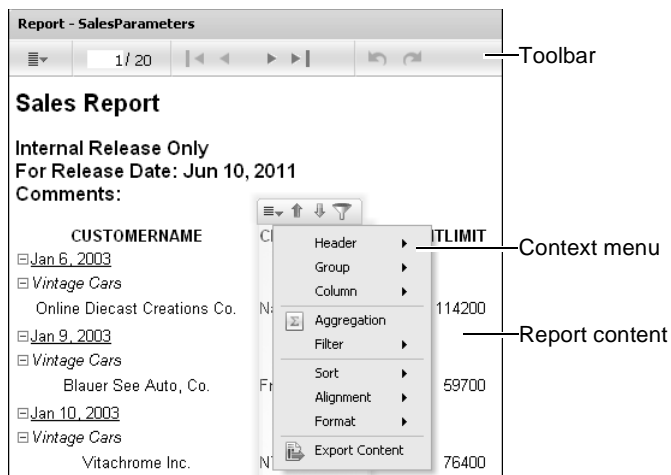 Report - SalesParameters
1/ 20
Toolbar
Sales Report
Internal Release Only
For Release Date: Jun 10, 2011
Comments:
CUSTOMERNAME
Context menu
Header
Jan 6, 2003
Group
Vintage Cars
Column
Online Diecast Creations Co.
114200
Report content
Aggregation
Jan 9, 2003
Filter
Vintage Cars
Sort
Blauer See Auto, Co.
59700
Alignment
Jan 10, 2003
Format
Vintage Cars
Export Content
Vitachrome Inc.
76400